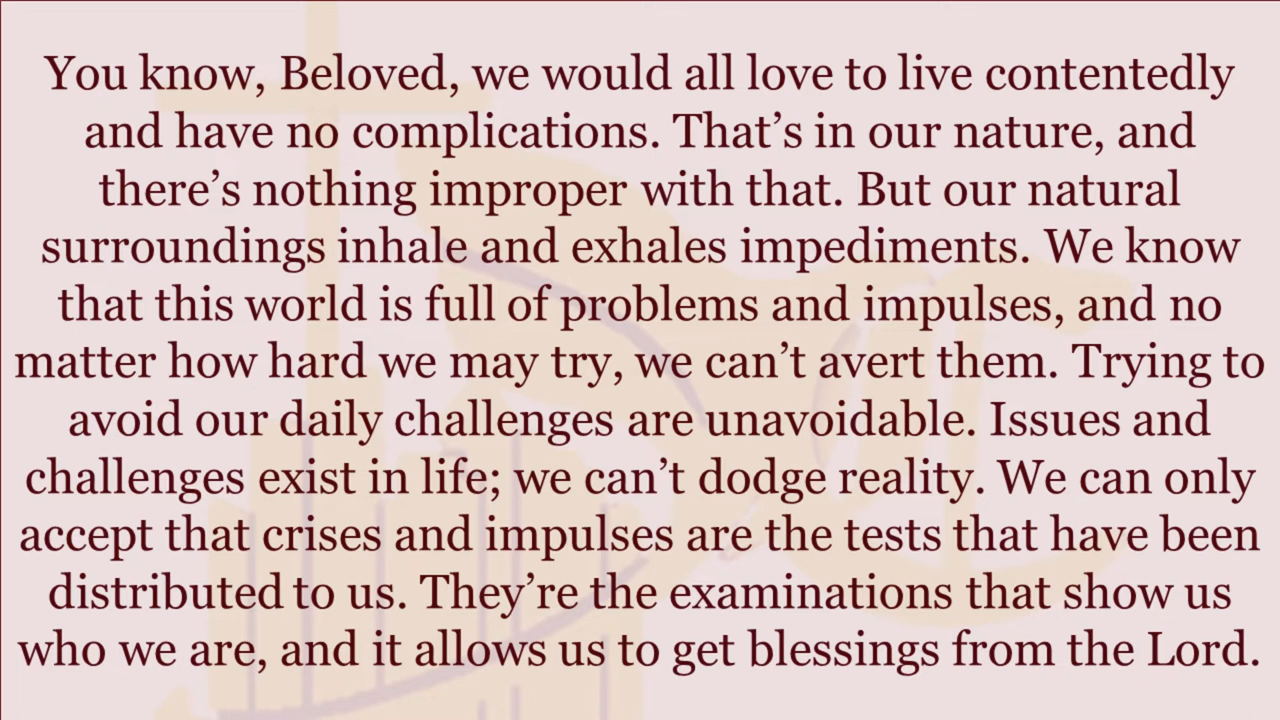 You know, Beloved, we would all love to live contentedly
and have no complications. That’s in our nature, and
there’s nothing improper with that. But our natural
surroundings inhale and exhales impediments. We know
that this world is full of problems and impulses, and no
matter how hard we may try, we can’t avert them. Trying to
avoid our daily challenges are unavoidable. Issues and
challenges exist in life; we can’t dodge reality. We can only
accept that crises and impulses are the tests that have been
distributed to us. They’re the examinations that show us
who we are, and it allows us to get blessings from the Lord.